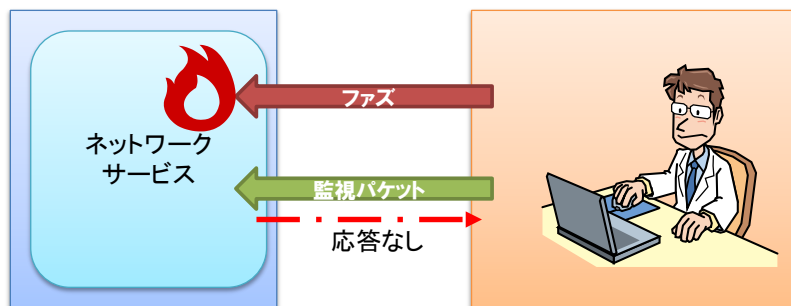 ファズ
ネットワーク
サービス
監視パケット
応答なし